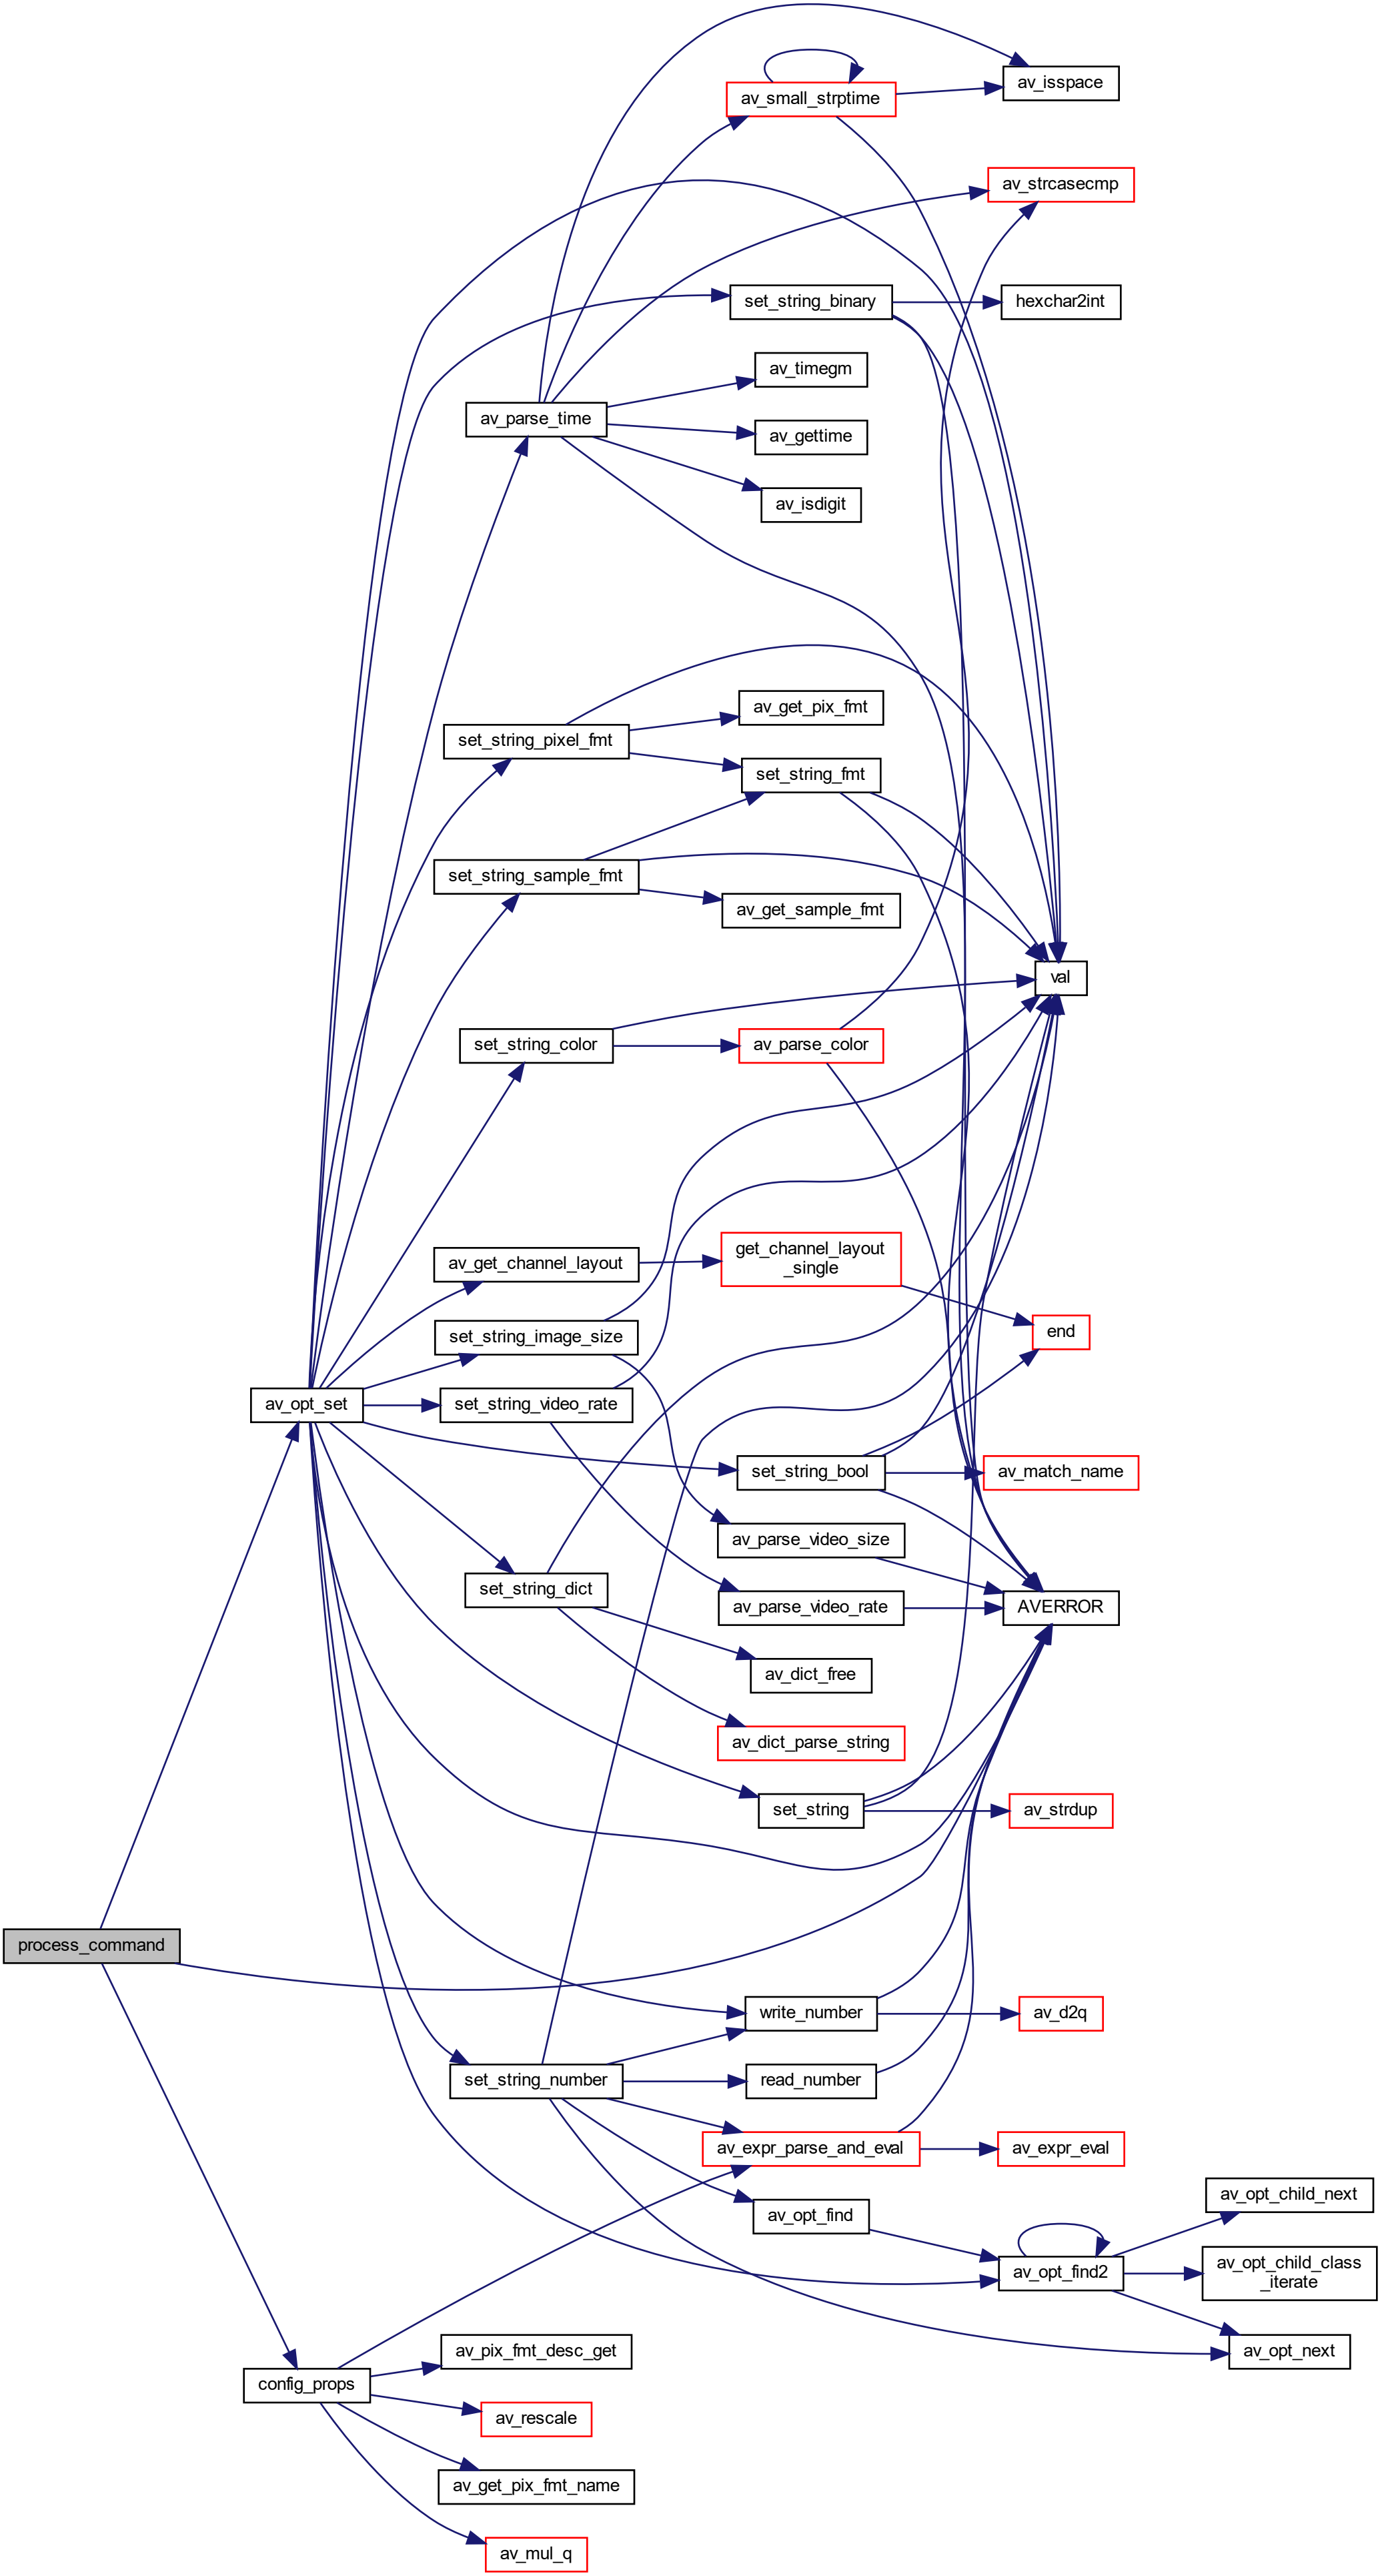 av_isspace
av_small_strptime
av_strcasecmp
set_string_binary
hexchar2int
av_timegm
av_parse_time
av_gettime
av_isdigit
av_get_pix_fmt
set_string_pixel_fmt
set_string_fmt
set_string_sample_fmt
av_get_sample_fmt
val
set_string_color
av_parse_color
av_get_channel_layout
get_channel_layout
_single
end
set_string_image_size
av_opt_set
set_string_video_rate
set_string_bool
av_match_name
av_parse_video_size
set_string_dict
av_parse_video_rate
AVERROR
av_dict_free
av_dict_parse_string
set_string
av_strdup
process_command
write_number
av_d2q
set_string_number
read_number
av_expr_parse_and_eval
av_expr_eval
av_opt_child_next
av_opt_find
av_opt_find2
av_opt_child_class
_iterate
av_opt_next
av_pix_fmt_desc_get
config_props
av_rescale
av_get_pix_fmt_name
av_mul_q